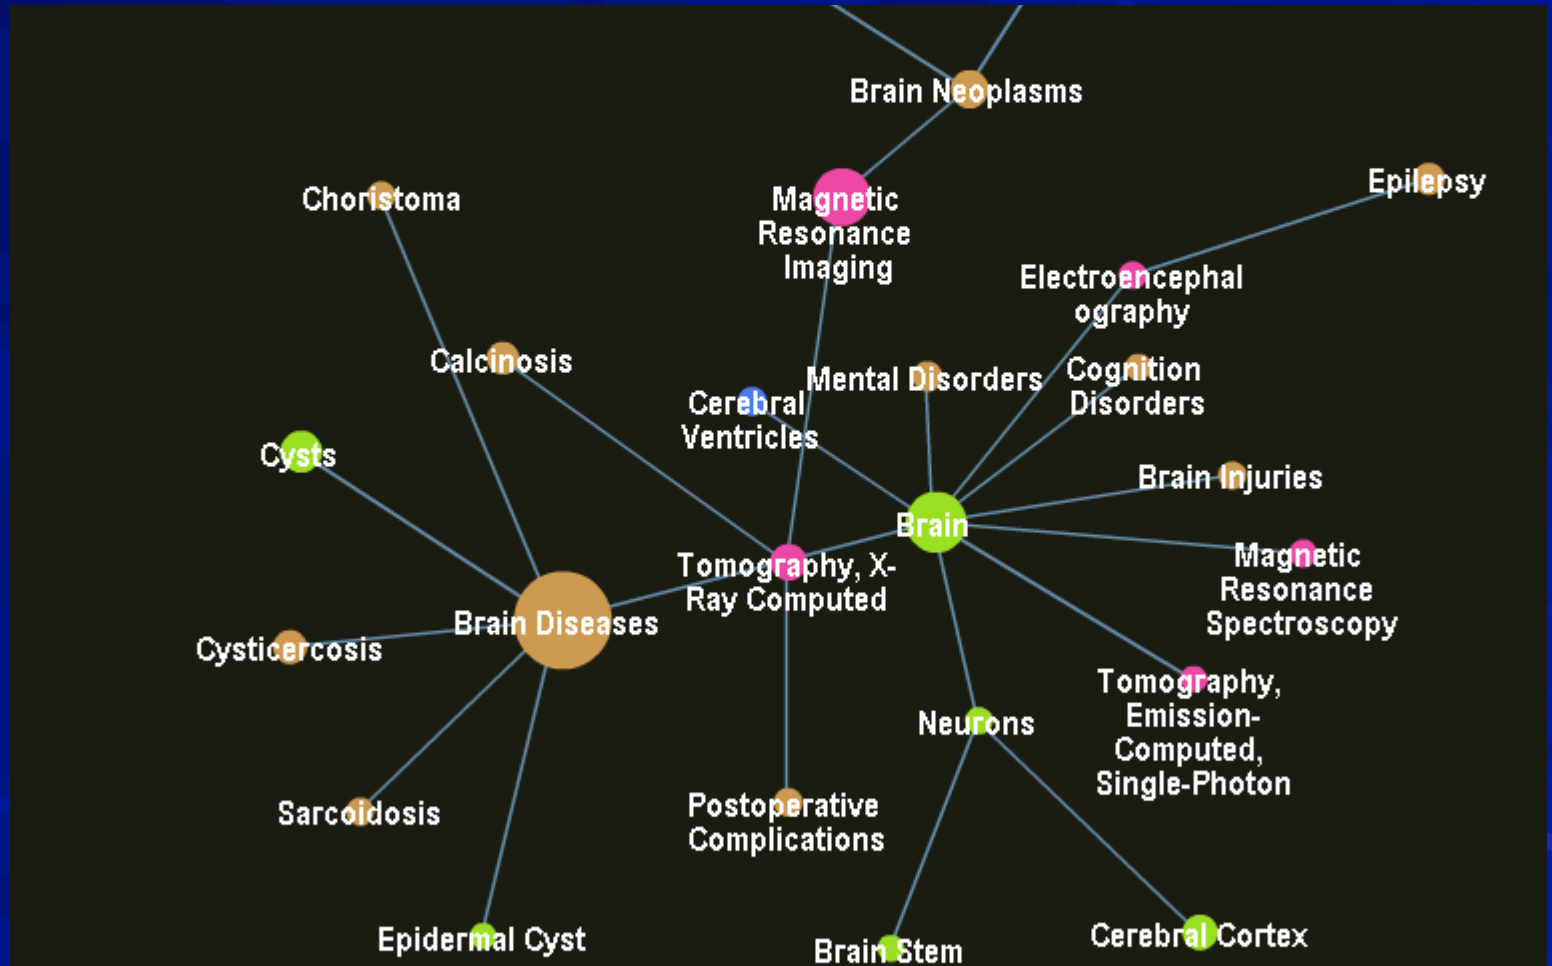 Brain Neoplasms
Epilepsy
Choristoma
Magnetic
Resonance
Imaging
Electroencephal
ography
Calcinosis
Mental Disorders
Cognition
Disorders
Cerebral
Ventricles
Cysts
Brain Injuries
Brain
Magnetic
Resonance
Spectroscopy
Tomography, X-
Ray Computed
Brain Diseases
Cysticercosis
Tomography,
Emission-
Computed,
Single-Photon
Neurons
Sarcoidosis
Postoperative
Complications
Epidermal Cyst
Brain Stem
Cerebral Cortex